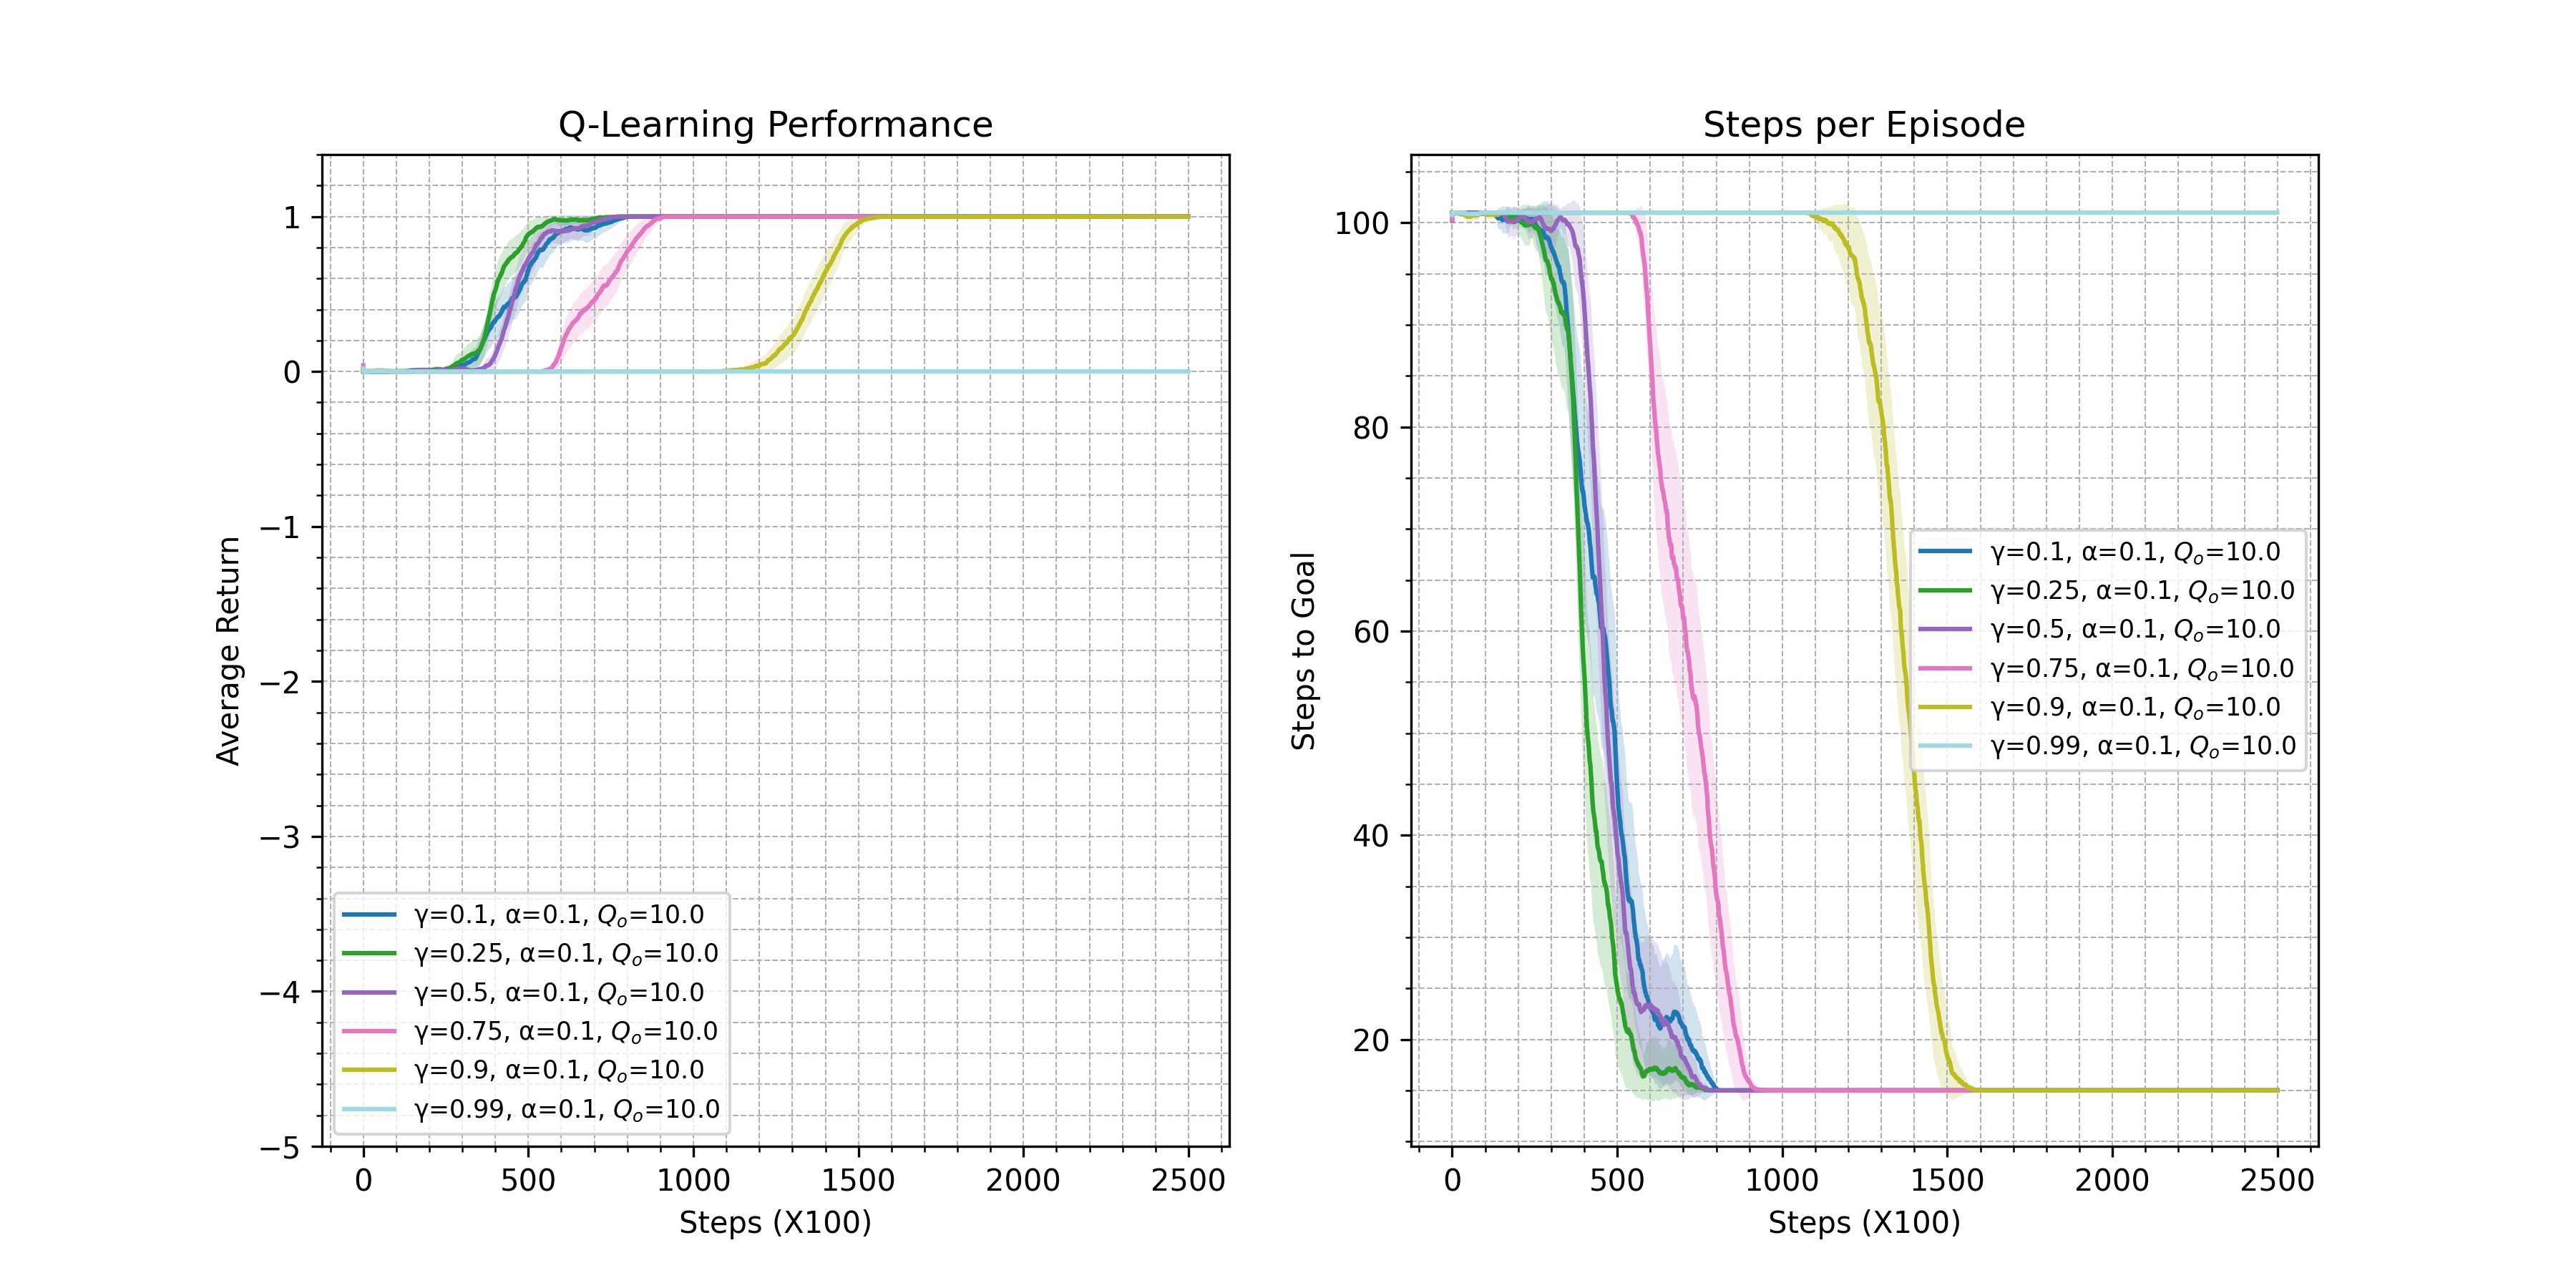 Q-Learning Performance
Average Return
1
0
−1
−2
−3
−4
−5
γ=0.1, α=0.1, Qₒ=10.0
γ=0.25, α=0.1, Qₒ=10.0
γ=0.5, α=0.1, Qₒ=10.0
γ=0.75, α=0.1, Qₒ=10.0
γ=0.9, α=0.1, Qₒ=10.0
γ=0.99, α=0.1, Qₒ=10.0
0 500 1000 1500 2000 2500
Steps (X100)
Steps per Episode
Steps to Goal
100
80
60
40
20
γ=0.1, α=0.1, Qₒ=10.0
γ=0.25, α=0.1, Qₒ=10.0
γ=0.5, α=0.1, Qₒ=10.0
γ=0.75, α=0.1, Qₒ=10.0
γ=0.9, α=0.1, Qₒ=10.0
γ=0.99, α=0.1, Qₒ=10.0
0 500 1000 1500 2000 2500
Steps (X100)